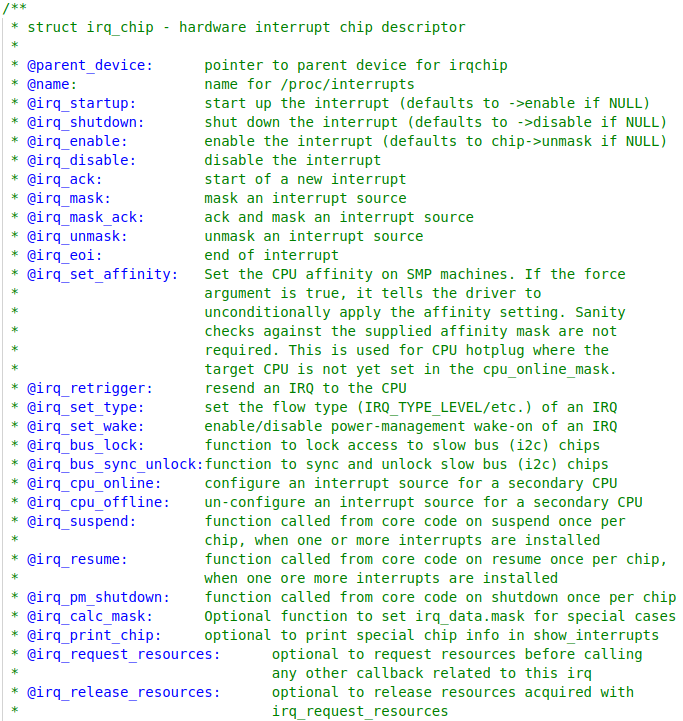 /**
 * struct irq_chip - hardware interrupt chip descriptor
 *
 * @parent_device:      pointer to parent device for irqchip
 * @name:               name for /proc/interrupts
 * @irq_startup:        start up the interrupt (defaults to ->enable if NULL)
 * @irq_shutdown:       shut down the interrupt (defaults to ->disable if NULL)
 * @irq_enable:         enable the interrupt (defaults to chip->unmask if NULL)
 * @irq_disable:        disable the interrupt
 * @irq_ack:            start of a new interrupt
 * @irq_mask:           mask an interrupt source
 * @irq_mask_ack:       ack and mask an interrupt source
 * @irq_unmask:         unmask an interrupt source
 * @irq_eoi:            end of interrupt
 * @irq_set_affinity:   Set the CPU affinity on SMP machines. If the force
 *                      argument is true, it tells the driver to
 *                      unconditionally apply the affinity setting. Sanity
 *                      checks against the supplied affinity mask are not
 *                      required. This is used for CPU hotplug where the
 *                      target CPU is not yet set in the cpu_online_mask.
 * @irq_retrigger:      resend an IRQ to the CPU
 * @irq_set_type:       set the flow type (IRQ_TYPE_LEVEL/etc.) of an IRQ
 * @irq_set_wake:       enable/disable power-management wake-on of an IRQ
 * @irq_bus_lock:       function to lock access to slow bus (i2c) chips
 * @irq_bus_sync_unlock:function to sync and unlock slow bus (i2c) chips
 * @irq_cpu_online:     configure an interrupt source for a secondary CPU
 * @irq_cpu_offline:    un-configure an interrupt source for a secondary CPU
 * @irq_suspend:        function called from core code on suspend once per
 *                      chip, when one or more interrupts are installed
 * @irq_resume:         function called from core code on resume once per chip,
 *                      when one ore more interrupts are installed
 * @irq_pm_shutdown:    function called from core code on shutdown once per chip
 * @irq_calc_mask:      Optional function to set irq_data.mask for special cases
 * @irq_print_chip:     optional to print special chip info in show_interrupts
 * @irq_request_resources:      optional to request resources before calling
 *                              any other callback related to this irq
 * @irq_release_resources:      optional to release resources acquired with
 *                              irq_request_resources